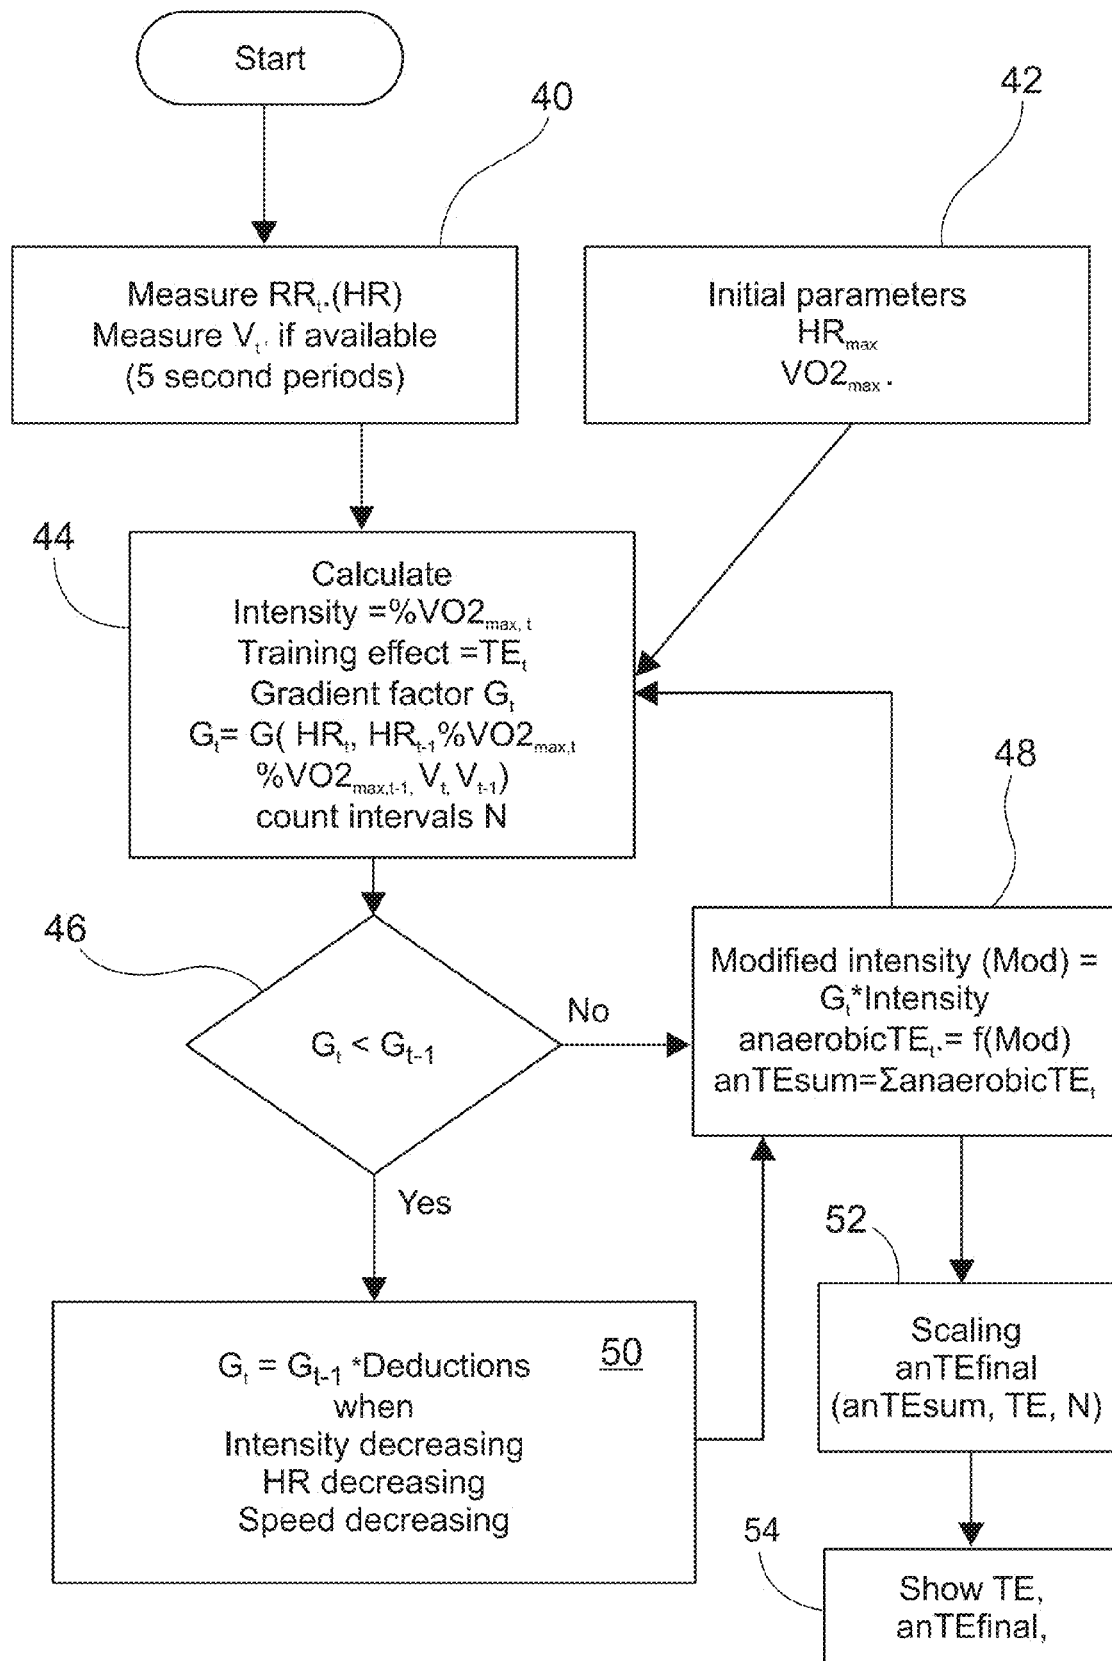 Start
40
42
Measure RRₜ.(HR)
Measure Vₜ, if available
(5 second periods)
Initial parameters
HRmax
VO2max.
44
Calculate
Intensity =%VO2max, t
Training effect =TEₜ
Gradient factor Gₜ
Gₜ= G( HRₜ, HRt-1%VO2max,t
%VO2max,t-1, Vₜ, Vt-1)
count intervals N
46
Gₜ < Gt-1
No
Yes
48
Modified intensity (Mod) =
Gₜ*Intensity
anaerobicTEₜ.= f(Mod)
anTEsum=ΣanaerobicTEₜ
50
Gₜ = Gt-1 *Deductions
when
Intensity decreasing
HR decreasing
Speed decreasing
52
Scaling
anTEfinal
(anTEsum, TE, N)
54
Show TE,
anTEfinal,